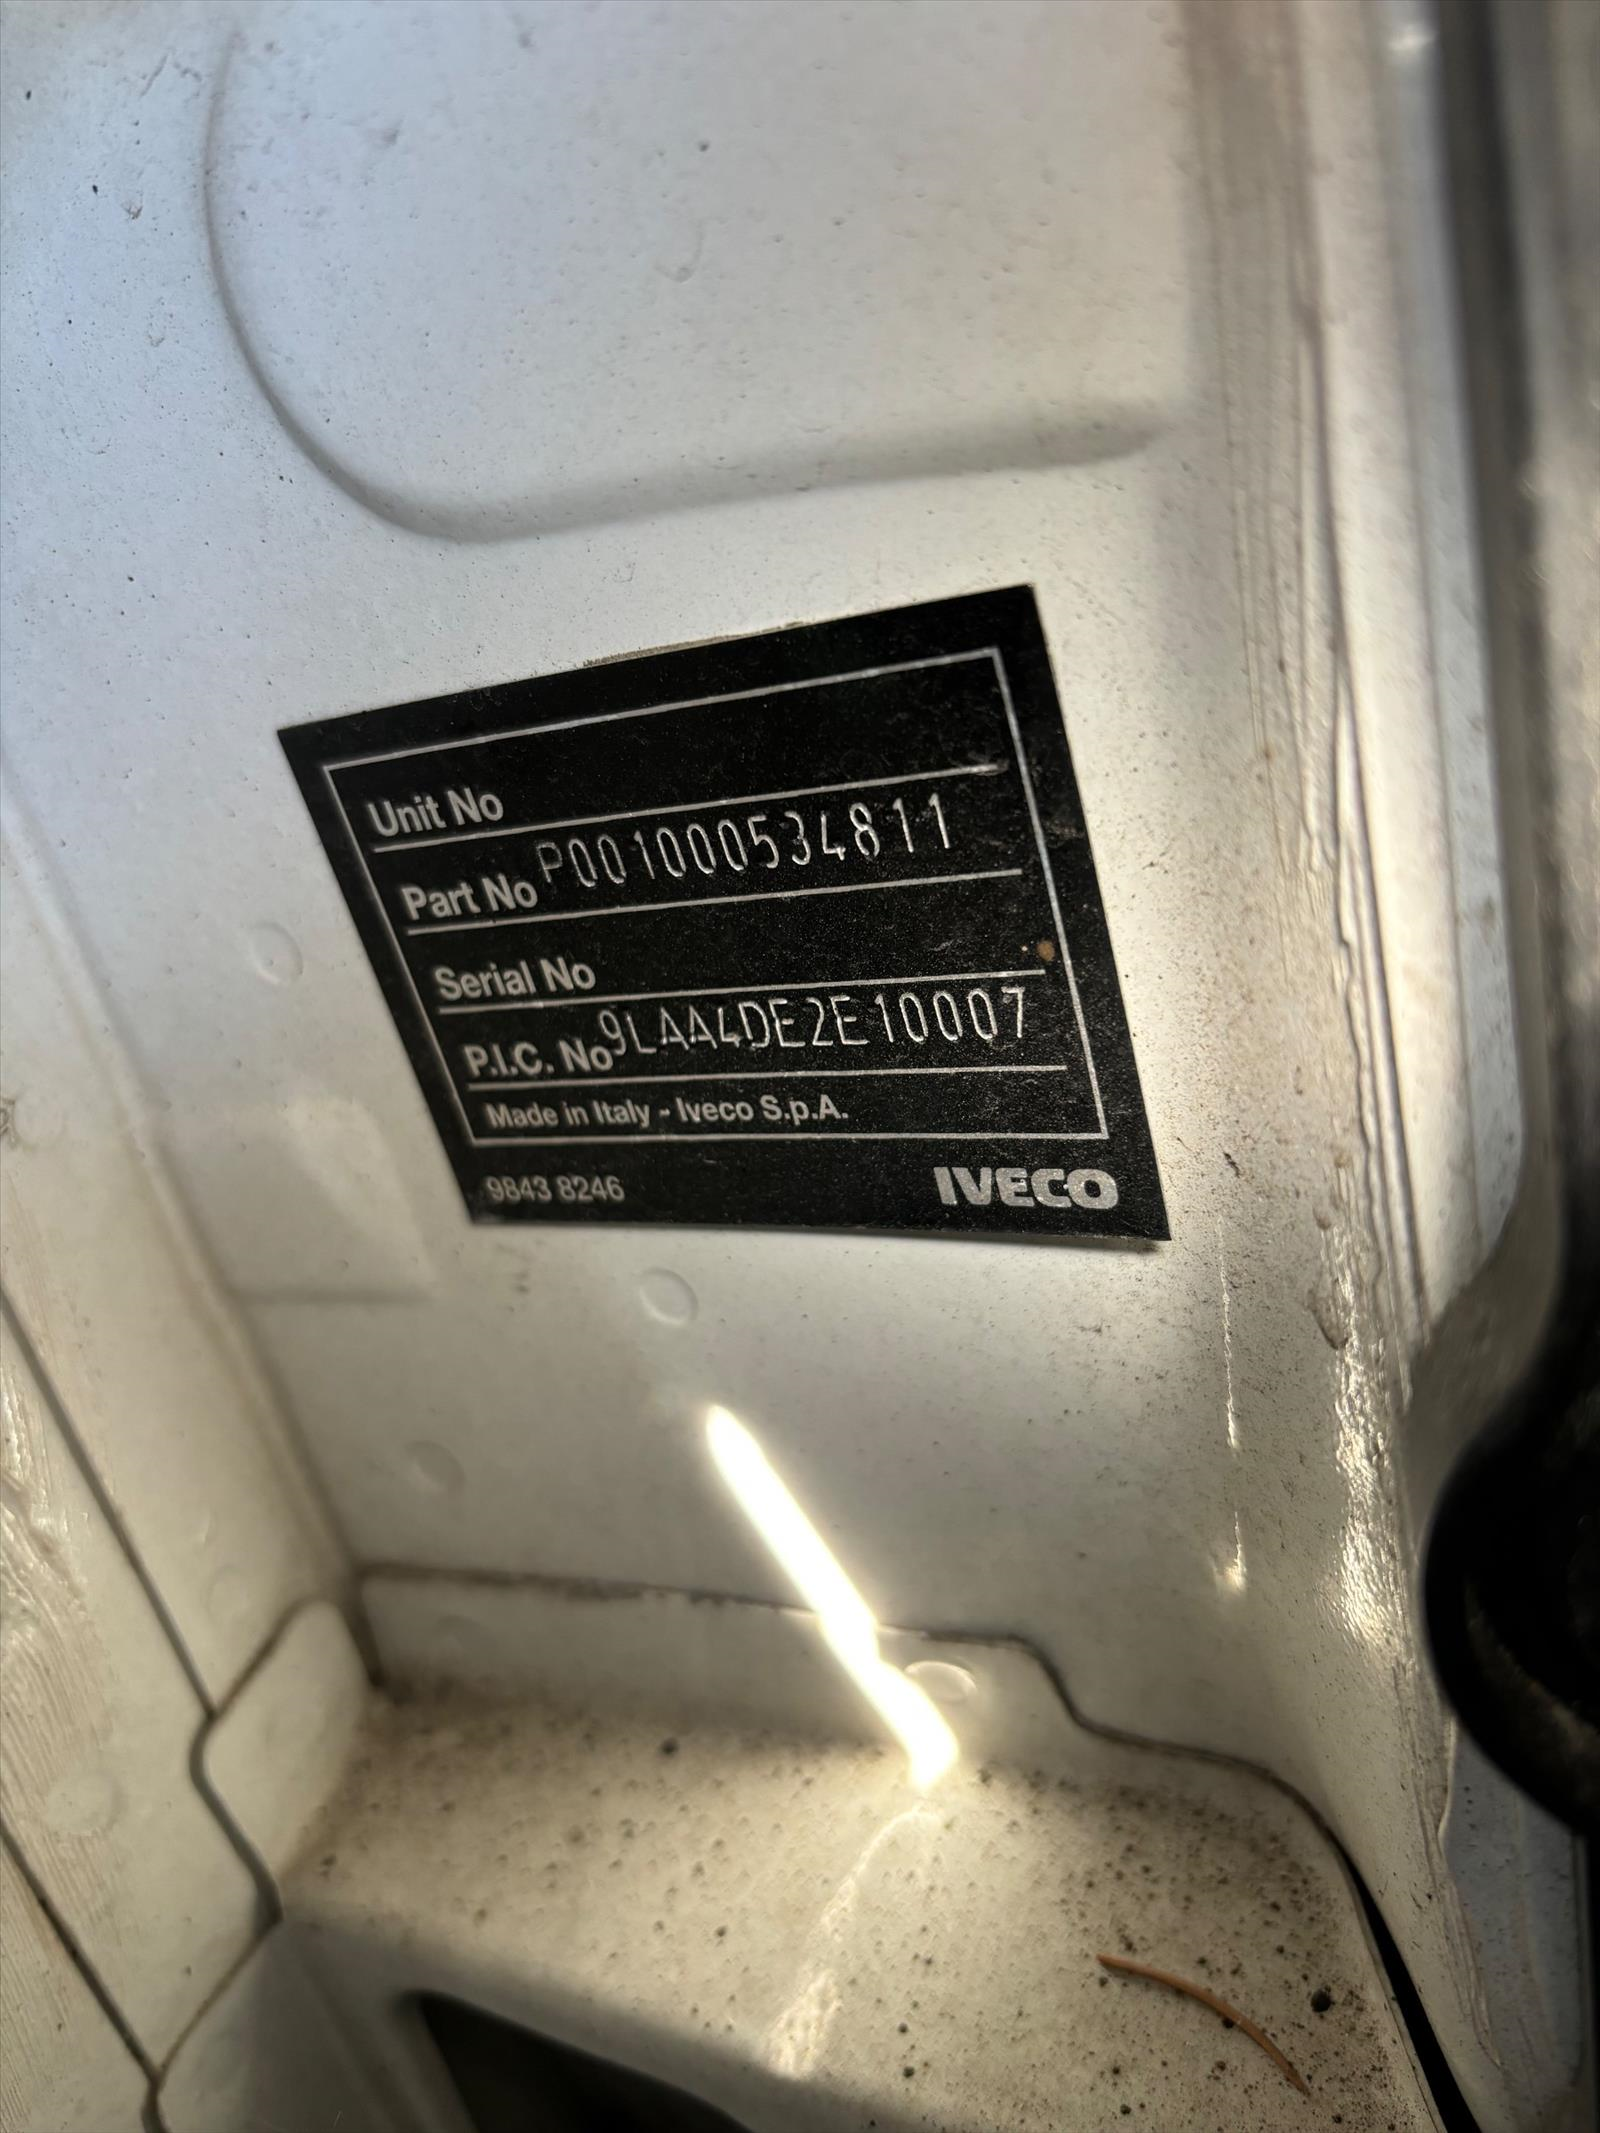 Unit No
Part No P001000534811
Serial No
P.I.C. No 9LAA4DE2E10007
Made in Italy - Iveco S.p.A.
9843 8246 IVECO